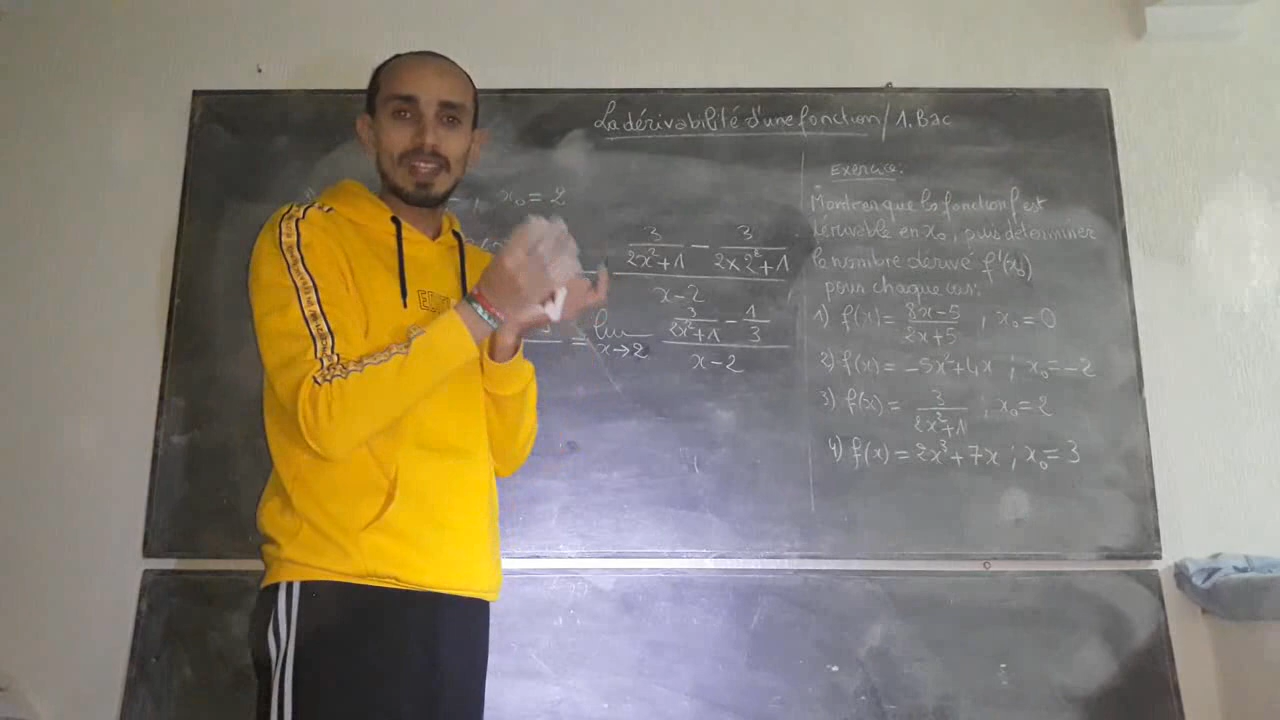 La dérivabilité d'une fonction / 1. Bac
x₀ = 2
3/(2x²+1) − 3/(2×2²+1)
x−2
= lim x→2 (3/(2x²+1) − 1/3)/(x−2)
Exercice:
Montrer que la fonction f est
dérivable en x₀, puis déterminer
le nombre dérivé f'(x₀)
pour chaque cas:
1) f(x) = (8x−5)/(2x+5) ; x₀=0
2) f(x) = −5x²+4x ; x₀=−2
3) f(x) = 3/(2x²+1) ; x₀=2
4) f(x) = 2x³+7x ; x₀=3